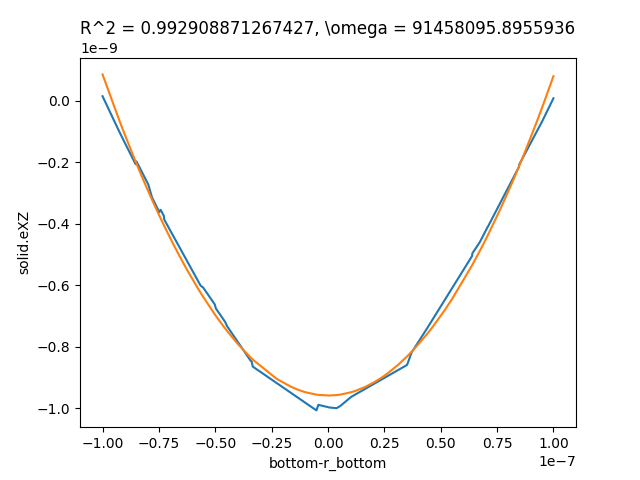 R^2 = 0.992908871267427, \omega = 91458095.8955936
1e−9
0.0
−0.2
−0.4
−0.6
−0.8
−1.0
solid.eXZ
−1.00 −0.75 −0.50 −0.25 0.00 0.25 0.50 0.75 1.00
1e−7
bottom-r_bottom